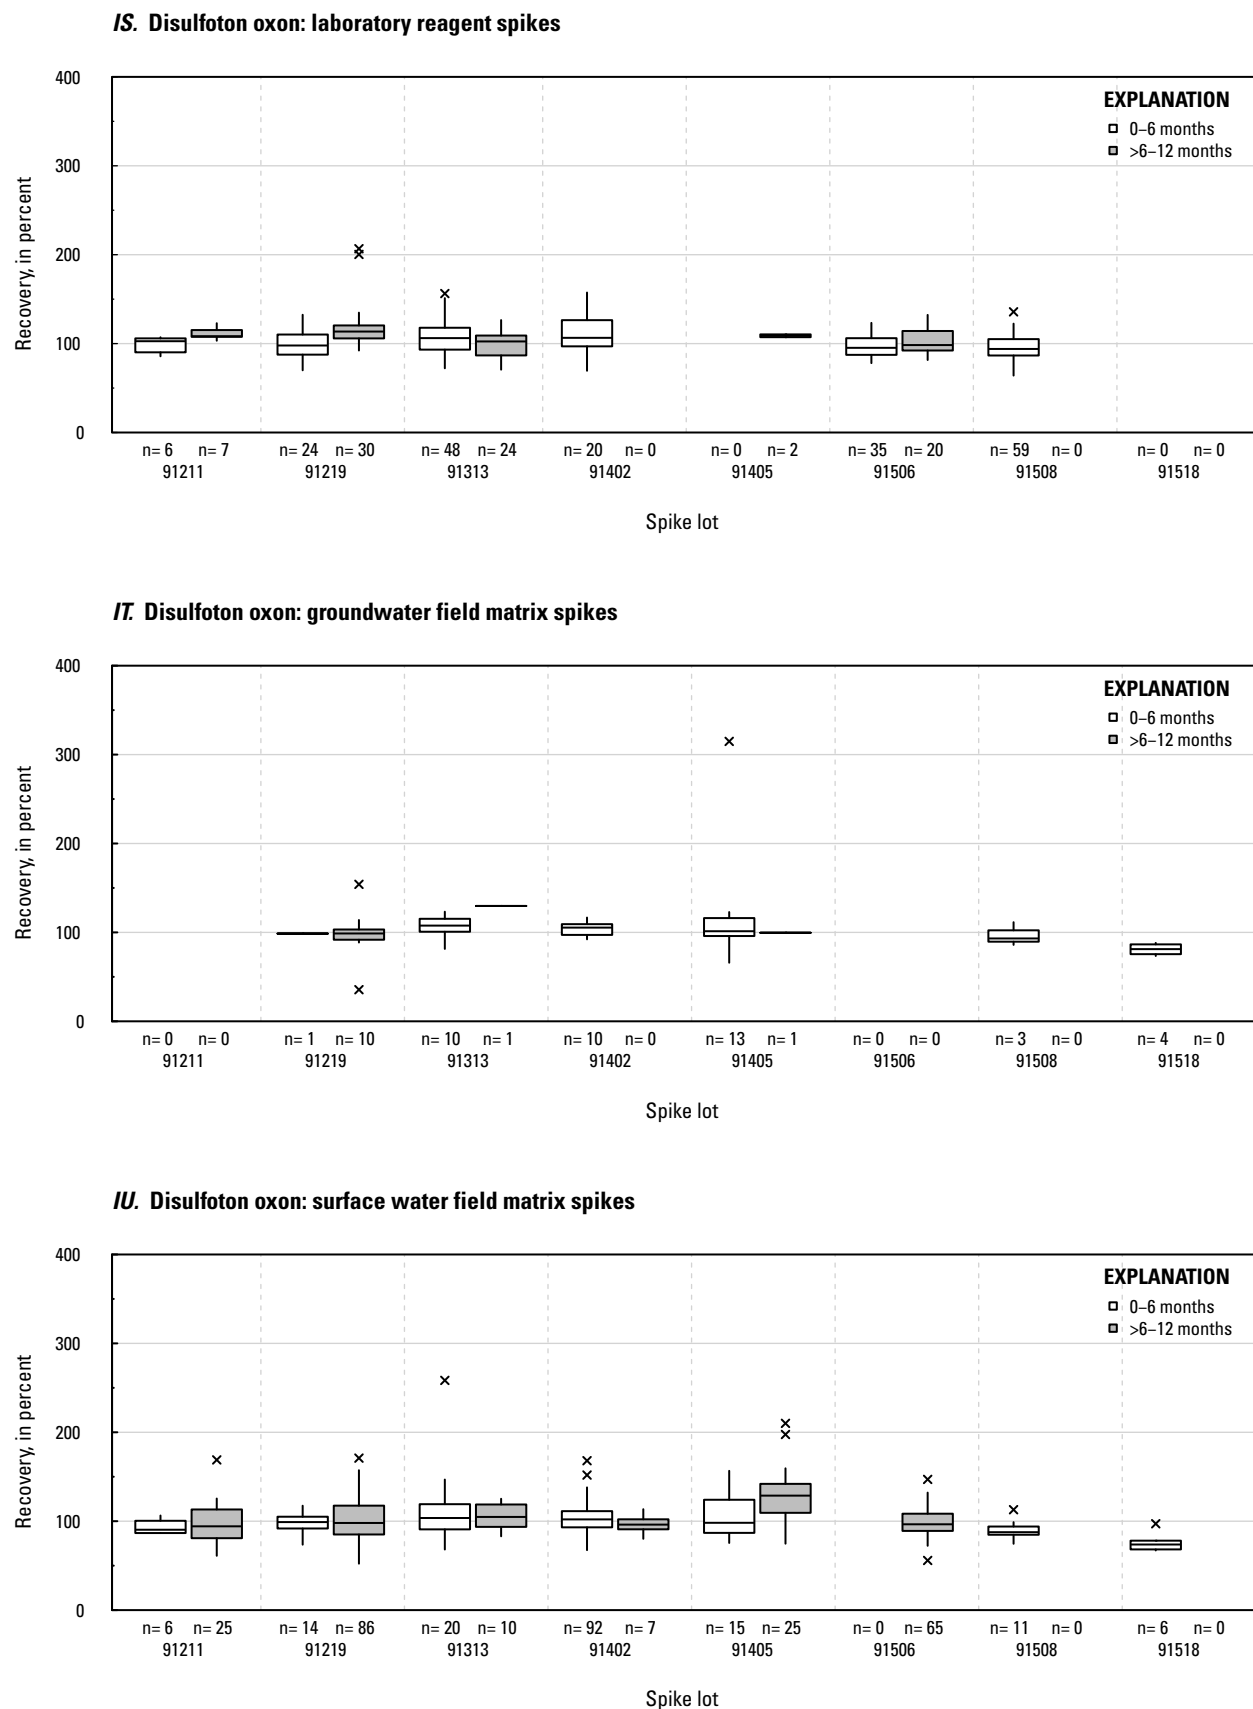 IS. Disulfoton oxon: laboratory reagent spikes
400
300
200
100
0
Recovery, in percent
EXPLANATION
0–6 months
>6–12 months
n= 6 n= 7 n= 24 n= 30 n= 48 n= 24 n= 20 n= 0 n= 0 n= 2 n= 35 n= 20 n= 59 n= 0 n= 0 n= 0
91211 91219 91313 91402 91405 91506 91508 91518
Spike lot
IT. Disulfoton oxon: groundwater field matrix spikes
400
300
200
100
0
Recovery, in percent
EXPLANATION
0–6 months
>6–12 months
n= 0 n= 0 n= 1 n= 10 n= 10 n= 1 n= 10 n= 0 n= 13 n= 1 n= 0 n= 0 n= 3 n= 0 n= 4 n= 0
91211 91219 91313 91402 91405 91506 91508 91518
Spike lot
IU. Disulfoton oxon: surface water field matrix spikes
400
300
200
100
0
Recovery, in percent
EXPLANATION
0–6 months
>6–12 months
n= 6 n= 25 n= 14 n= 86 n= 20 n= 10 n= 92 n= 7 n= 15 n= 25 n= 0 n= 65 n= 11 n= 0 n= 6 n= 0
91211 91219 91313 91402 91405 91506 91508 91518
Spike lot